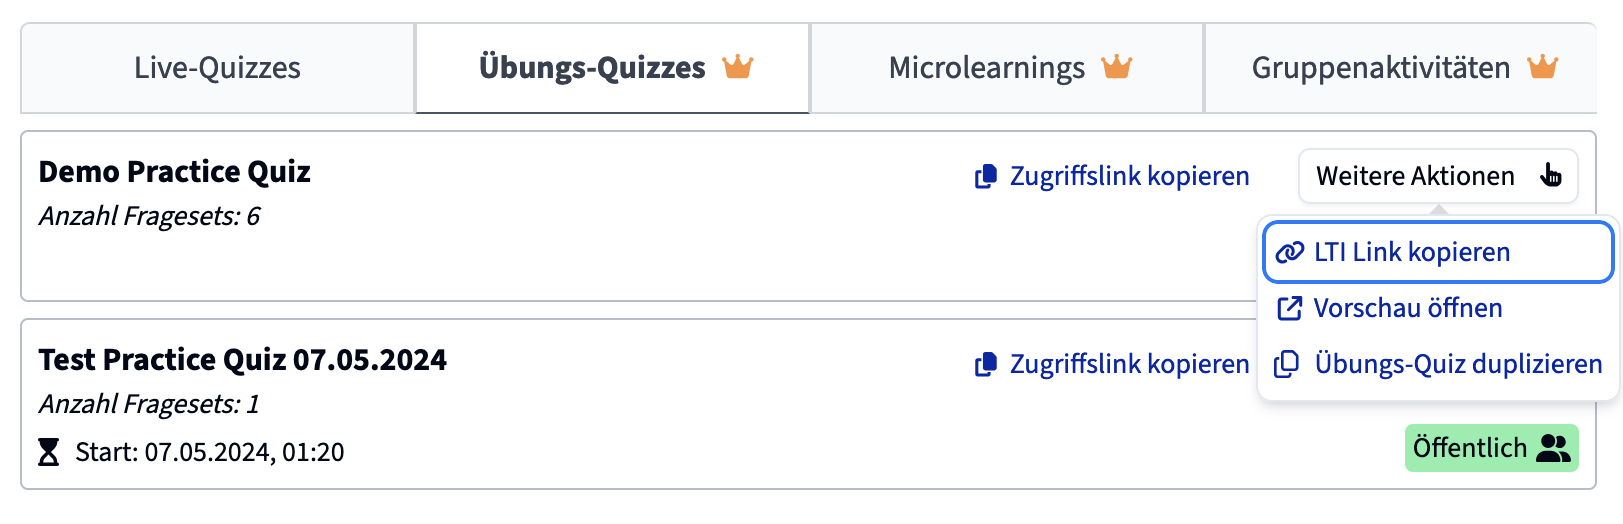 Live-Quizzes
Übungs-Quizzes
Microlearnings
Gruppenaktivitäten
Demo Practice Quiz
Zugriffslink kopieren
Weitere Aktionen
Anzahl Fragesets: 6
LTI Link kopieren
Vorschau öffnen
Übungs-Quiz duplizieren
Test Practice Quiz 07.05.2024
Zugriffslink kopieren
Anzahl Fragesets: 1
Start: 07.05.2024, 01:20
Öffentlich